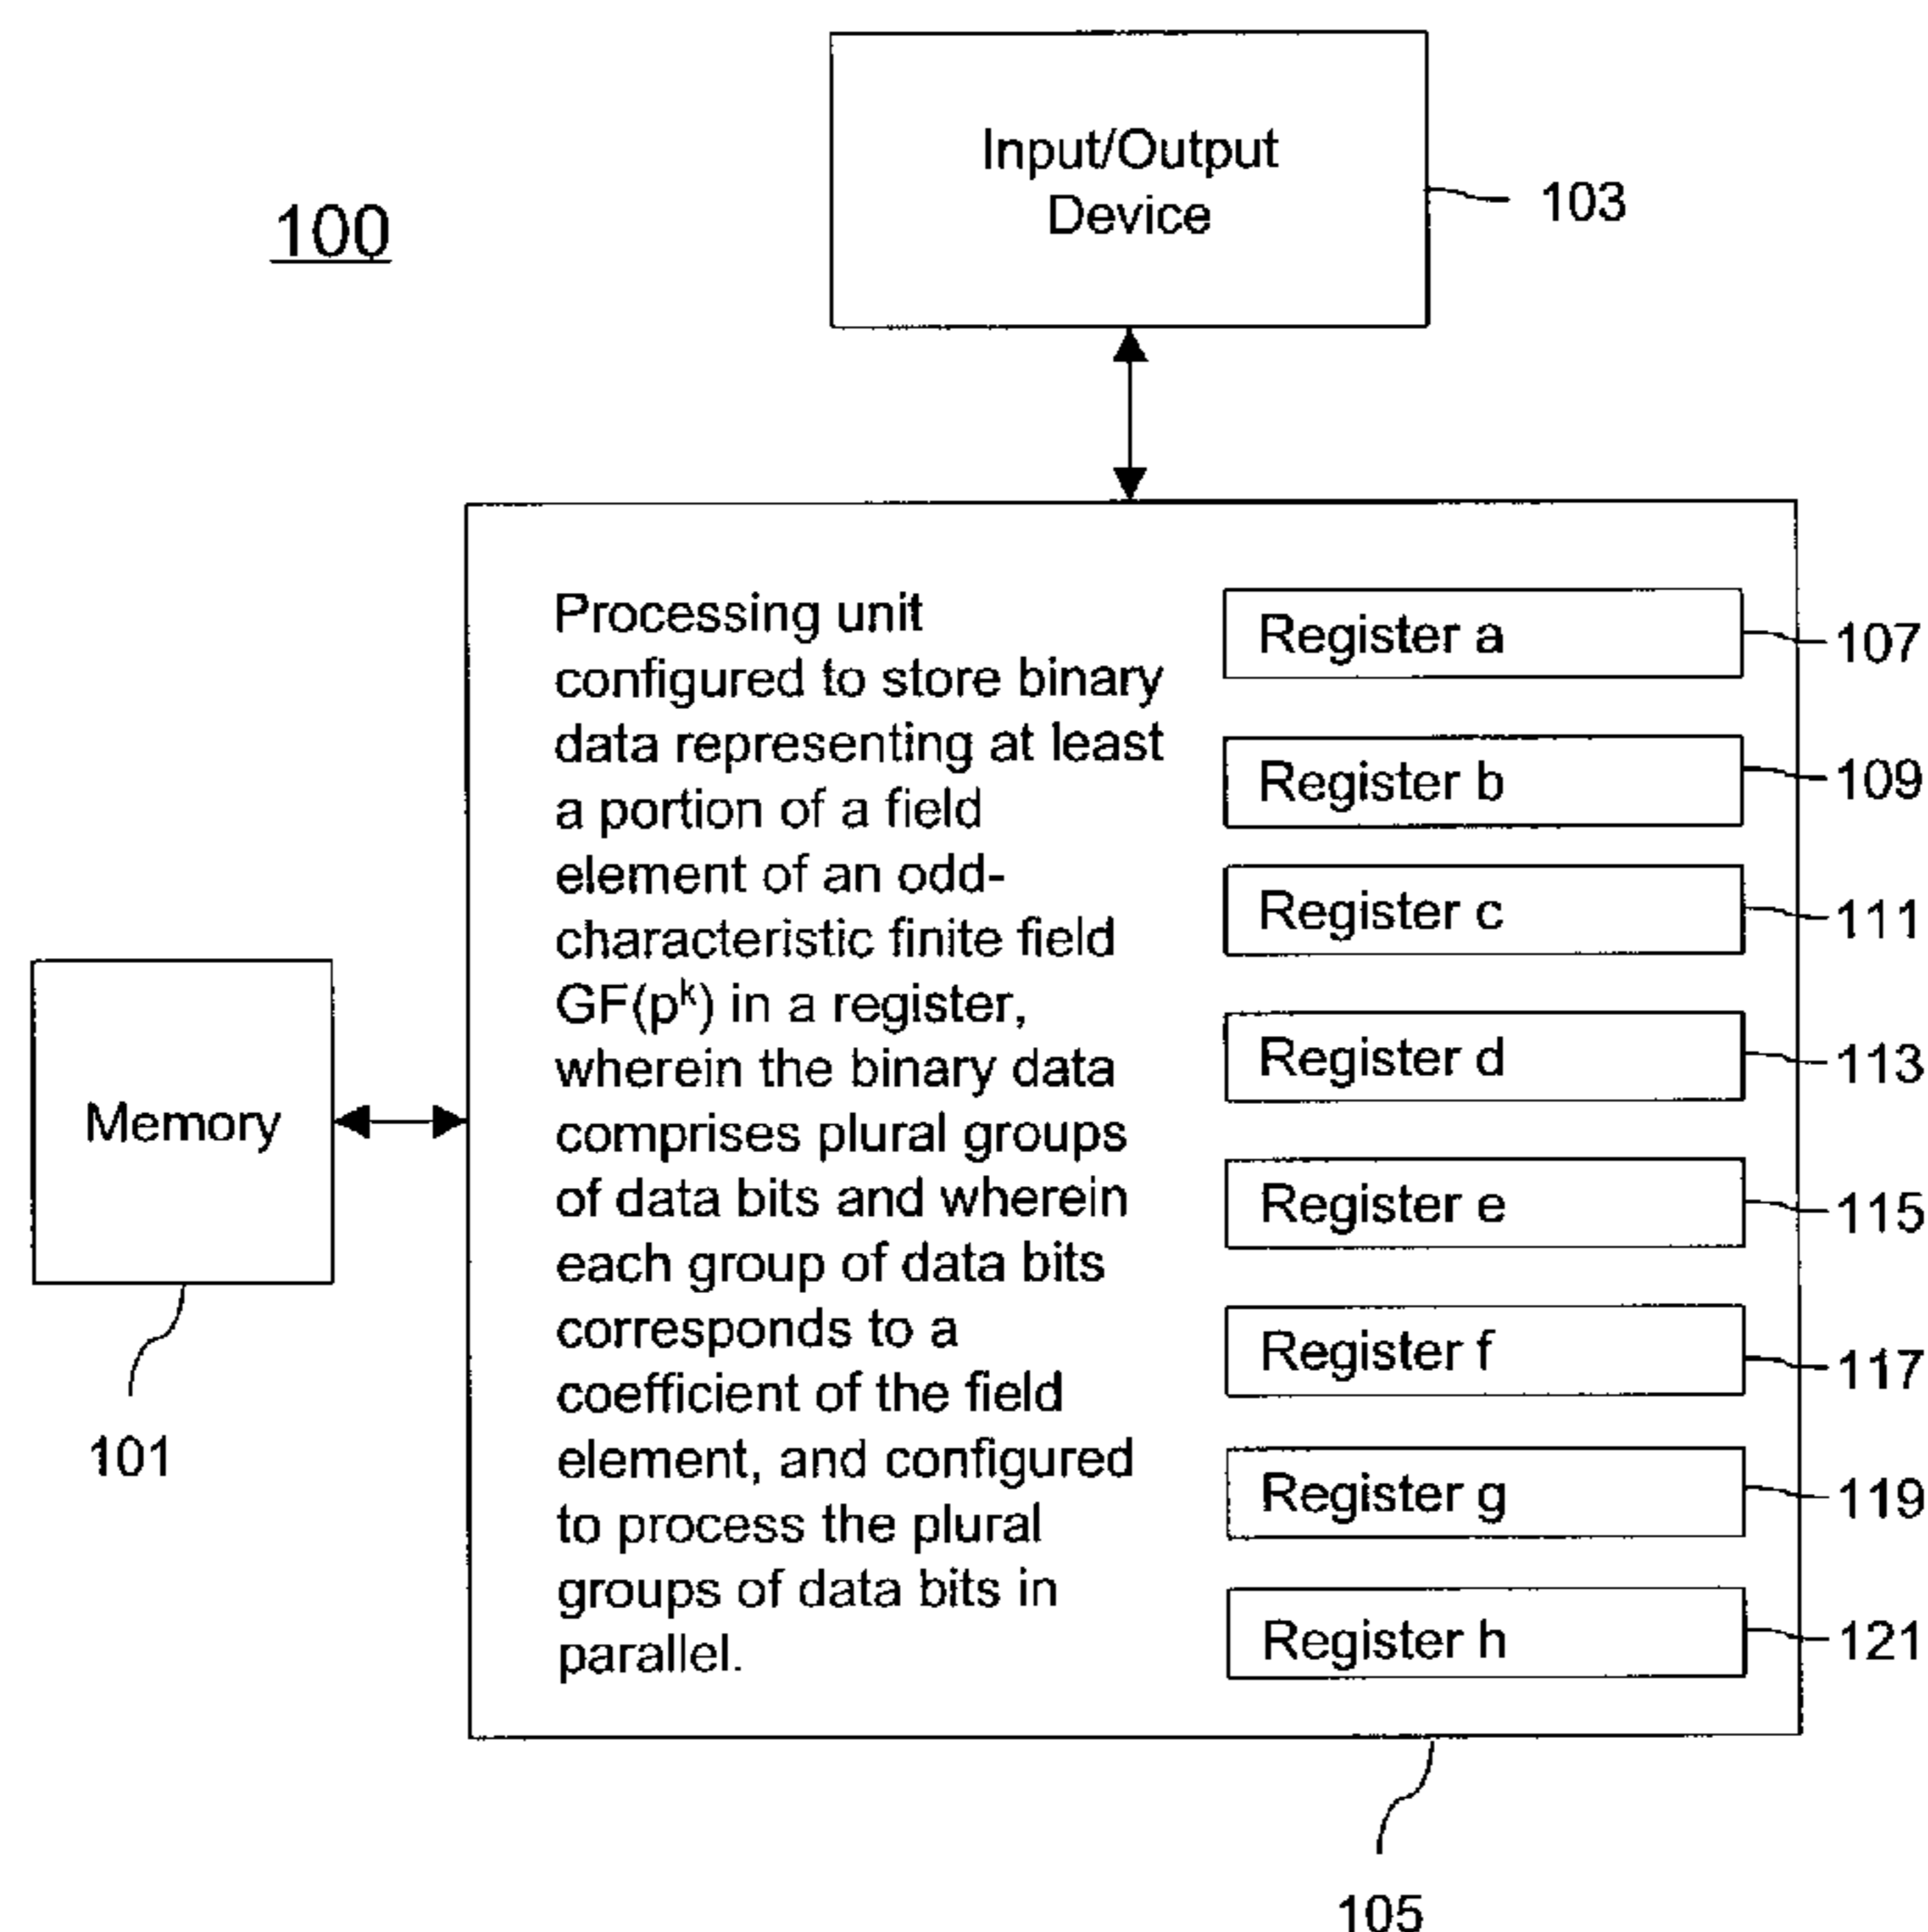 Input/Output
Device
103
100
Processing unit
configured to store binary
data representing at least
a portion of a field
element of an odd-
characteristic finite field
GF(p^k) in a register,
wherein the binary data
comprises plural groups
of data bits and wherein
each group of data bits
corresponds to a
coefficient of the field
element, and configured
to process the plural
groups of data bits in
parallel.
Register a
107
Register b
109
Register c
111
Register d
113
Register e
115
Register f
117
Register g
119
Register h
121
Memory
101
105